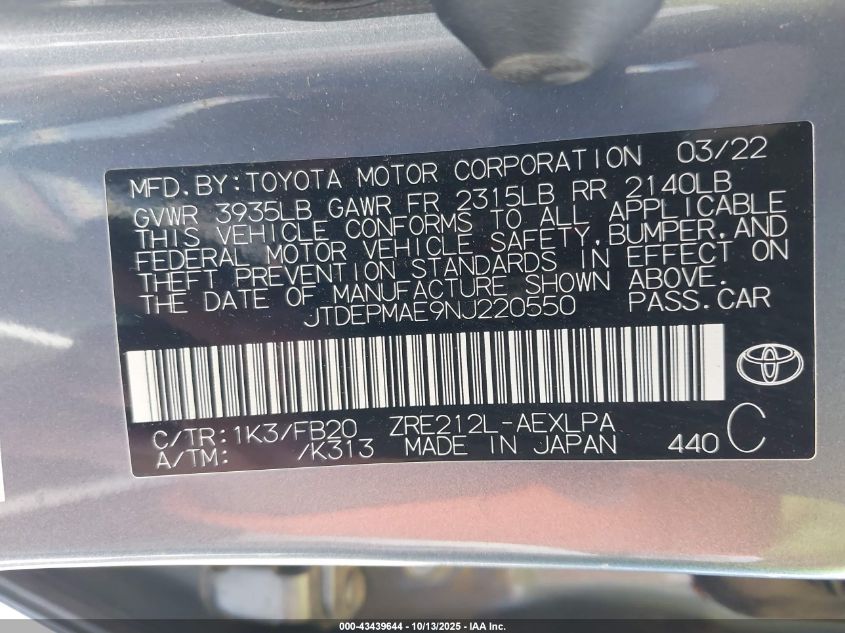 MFD. BY: TOYOTA MOTOR CORPORATION 03/22
GVWR 3935LB GAWR FR 2315LB RR 2140LB
THIS VEHICLE CONFORMS TO ALL APPLICABLE
FEDERAL MOTOR VEHICLE SAFETY, BUMPER, AND
THEFT PREVENTION STANDARDS IN EFFECT ON
THE DATE OF MANUFACTURE SHOWN ABOVE.
JTDEPMAE9NJ220550 PASS.CAR
C/TR: 1K3/FB20 ZRE212L-AEXLPA
A/TM: /K313 MADE IN JAPAN 440 C
000-43439644 | 10/13/2025 - IAA Inc.